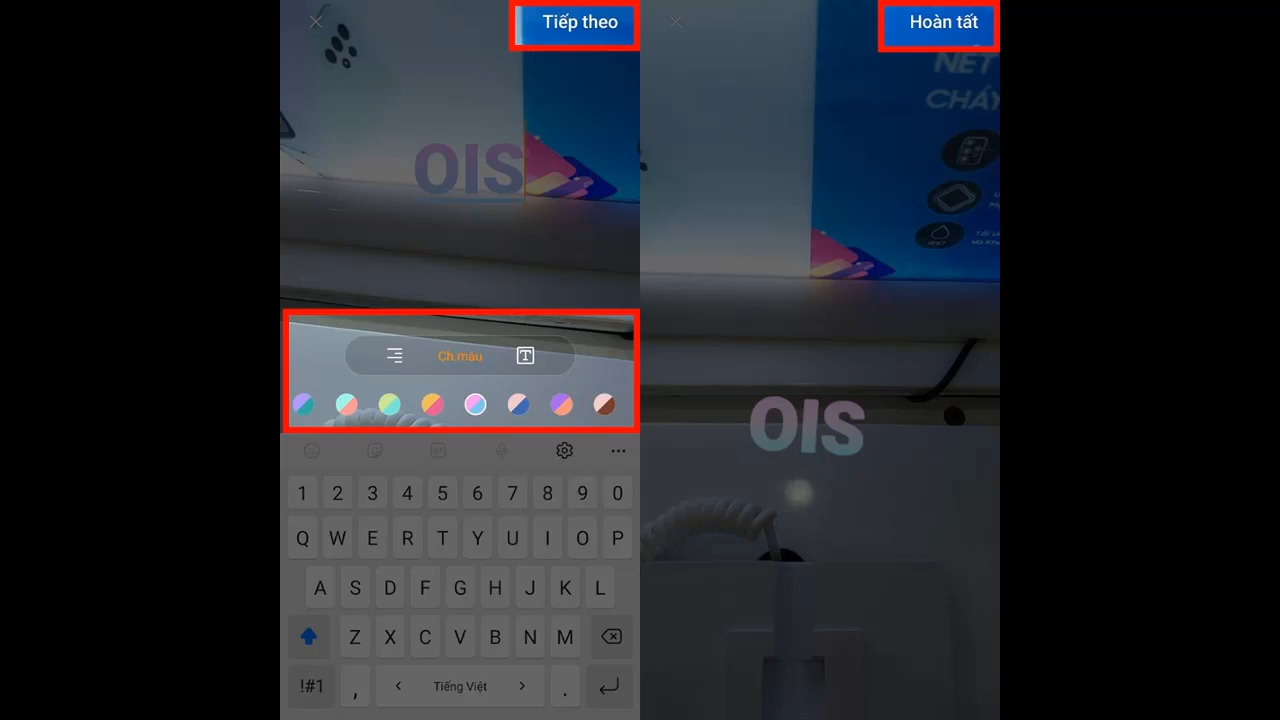 Tiếp theo
OIS
Ch.màu
T
1 2 3 4 5 6 7 8 9 0
Q W E R T Y U I O P
A S D F G H J K L
Z X C V B N M
!#1 , < Tiếng Việt > .
Hoàn tất
NÉT
CHÁY
IP67
OIS